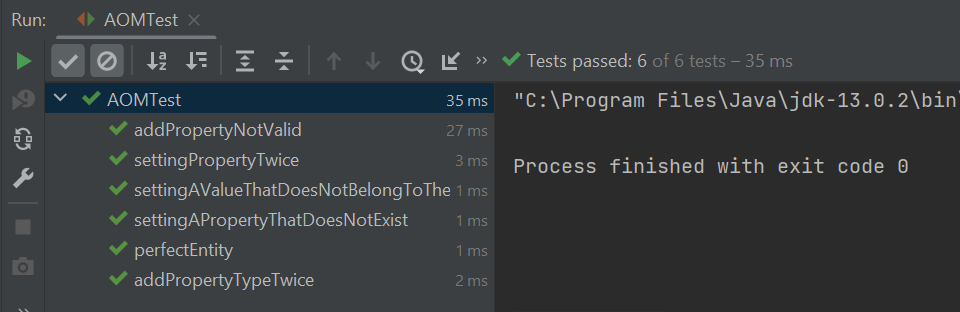 Run: AOMTest
Tests passed: 6 of 6 tests – 35 ms
AOMTest 35 ms
addPropertyNotValid 27 ms
settingPropertyTwice 3 ms
settingAValueThatDoesNotBelongToThe 1 ms
settingAPropertyThatDoesNotExist 1 ms
perfectEntity 1 ms
addPropertyTypeTwice 2 ms
"C:\Program Files\Java\jdk-13.0.2\bin\
Process finished with exit code 0